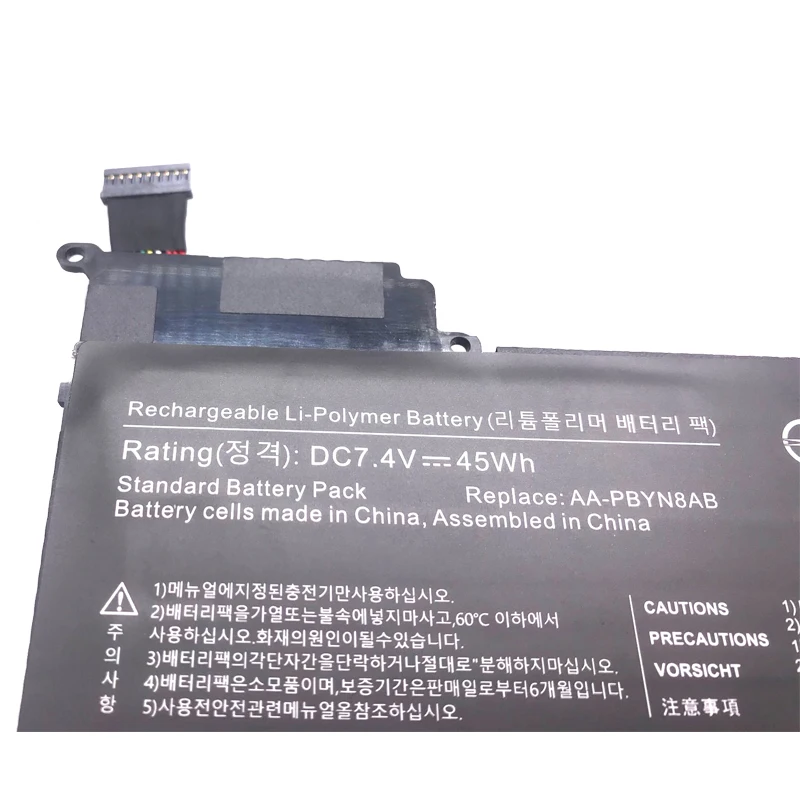 Rechargeable Li-Polymer Battery(리튬폴리머 배터리 팩)
Rating(정격): DC7.4V⎓45Wh
Standard Battery Pack Replace: AA-PBYN8AB
Battery cells made in China, Assembled in China
주의사항
1)메뉴얼에지정된충전기만사용하십시오.
2)배터리팩을가열또는불속에넣지마사고,60℃ 이하에서
사용하십시오.화재의원인이될수있습니다.
3)배터리팩의각단자간을단락하거나절대로"분해하지마십시오.
4)배터리팩은소모품이며,보증기간은판매일로부터6개월입니다.
5)사용전안전관련메뉴얼올참조하십시오.
CAUTIONS
PRECAUTIONS
VORSICHT
注意事項
1)
2)
1
2